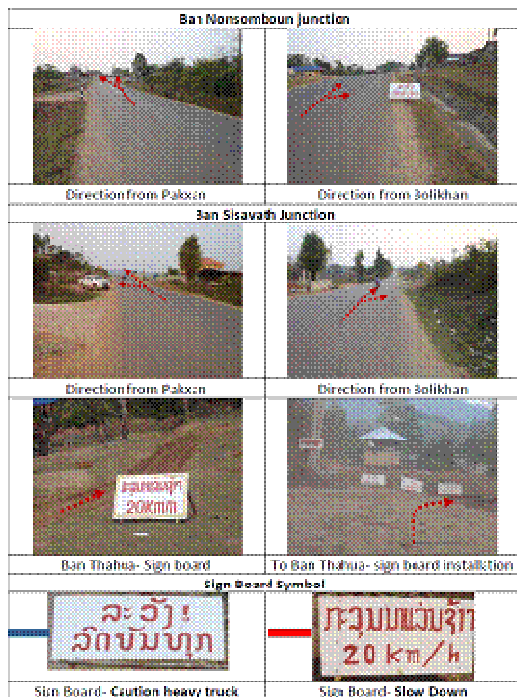 Ban Nonsomboun Junction
Direction from Pakxan
Direction from Bolikhan
Ban Sisavath Junction
Direction from Pakxan
Direction from Bolikhan
20Km/h
Ban Thahua- Sign board
To Ban Thahua- sign board installation
Sign Board Symbol
ລະວັງ!
ລົດບັນທຸກ
20 km/h
Sign Board- Caution heavy truck
Sign Board- Slow Down